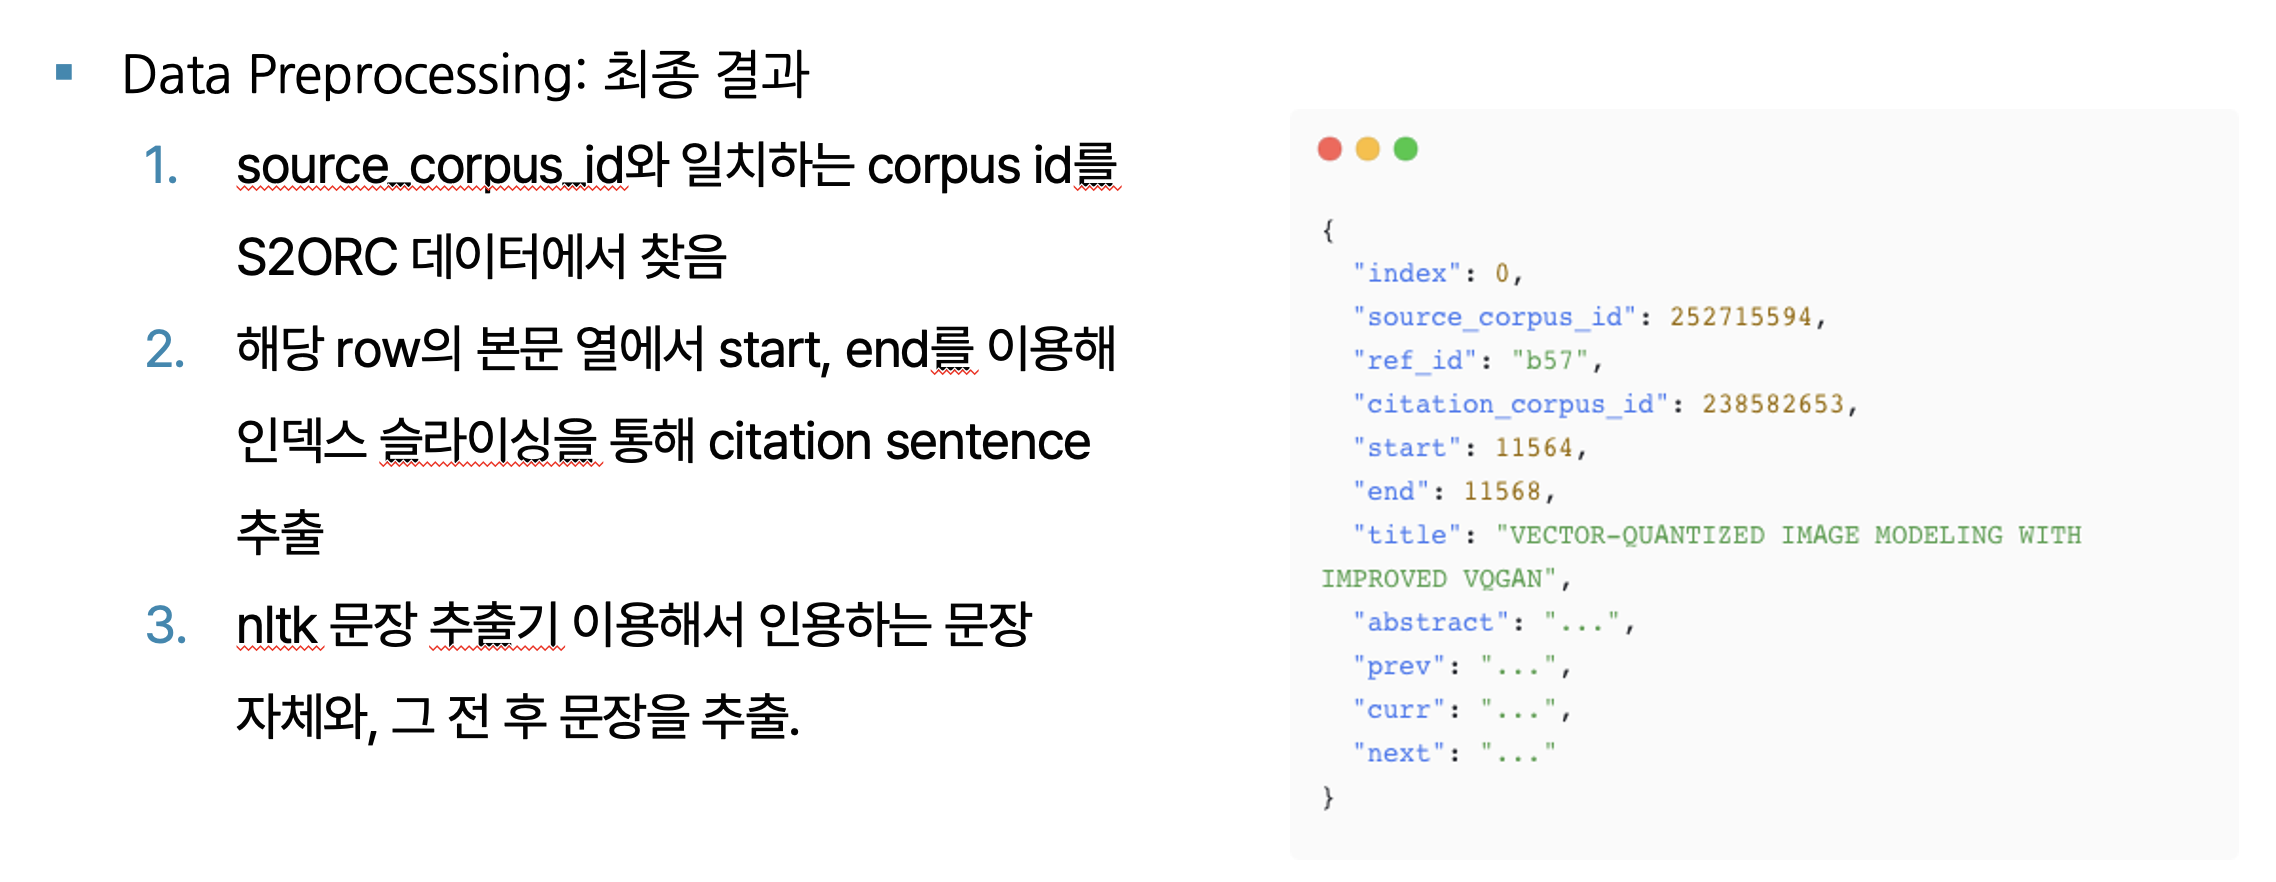 ▪ Data Preprocessing: 최종 결과
1. source_corpus_id와 일치하는 corpus id를
S2ORC 데이터에서 찾음
2. 해당 row의 본문 열에서 start, end를 이용해
인덱스 슬라이싱을 통해 citation sentence
추출
3. nltk 문장 추출기 이용해서 인용하는 문장
자체와, 그 전 후 문장을 추출.
{
"index": 0,
"source_corpus_id": 252715594,
"ref_id": "b57",
"citation_corpus_id": 238582653,
"start": 11564,
"end": 11568,
"title": "VECTOR-QUANTIZED IMAGE MODELING WITH
IMPROVED VQGAN",
"abstract": "...",
"prev": "...",
"curr": "...",
"next": "..."
}